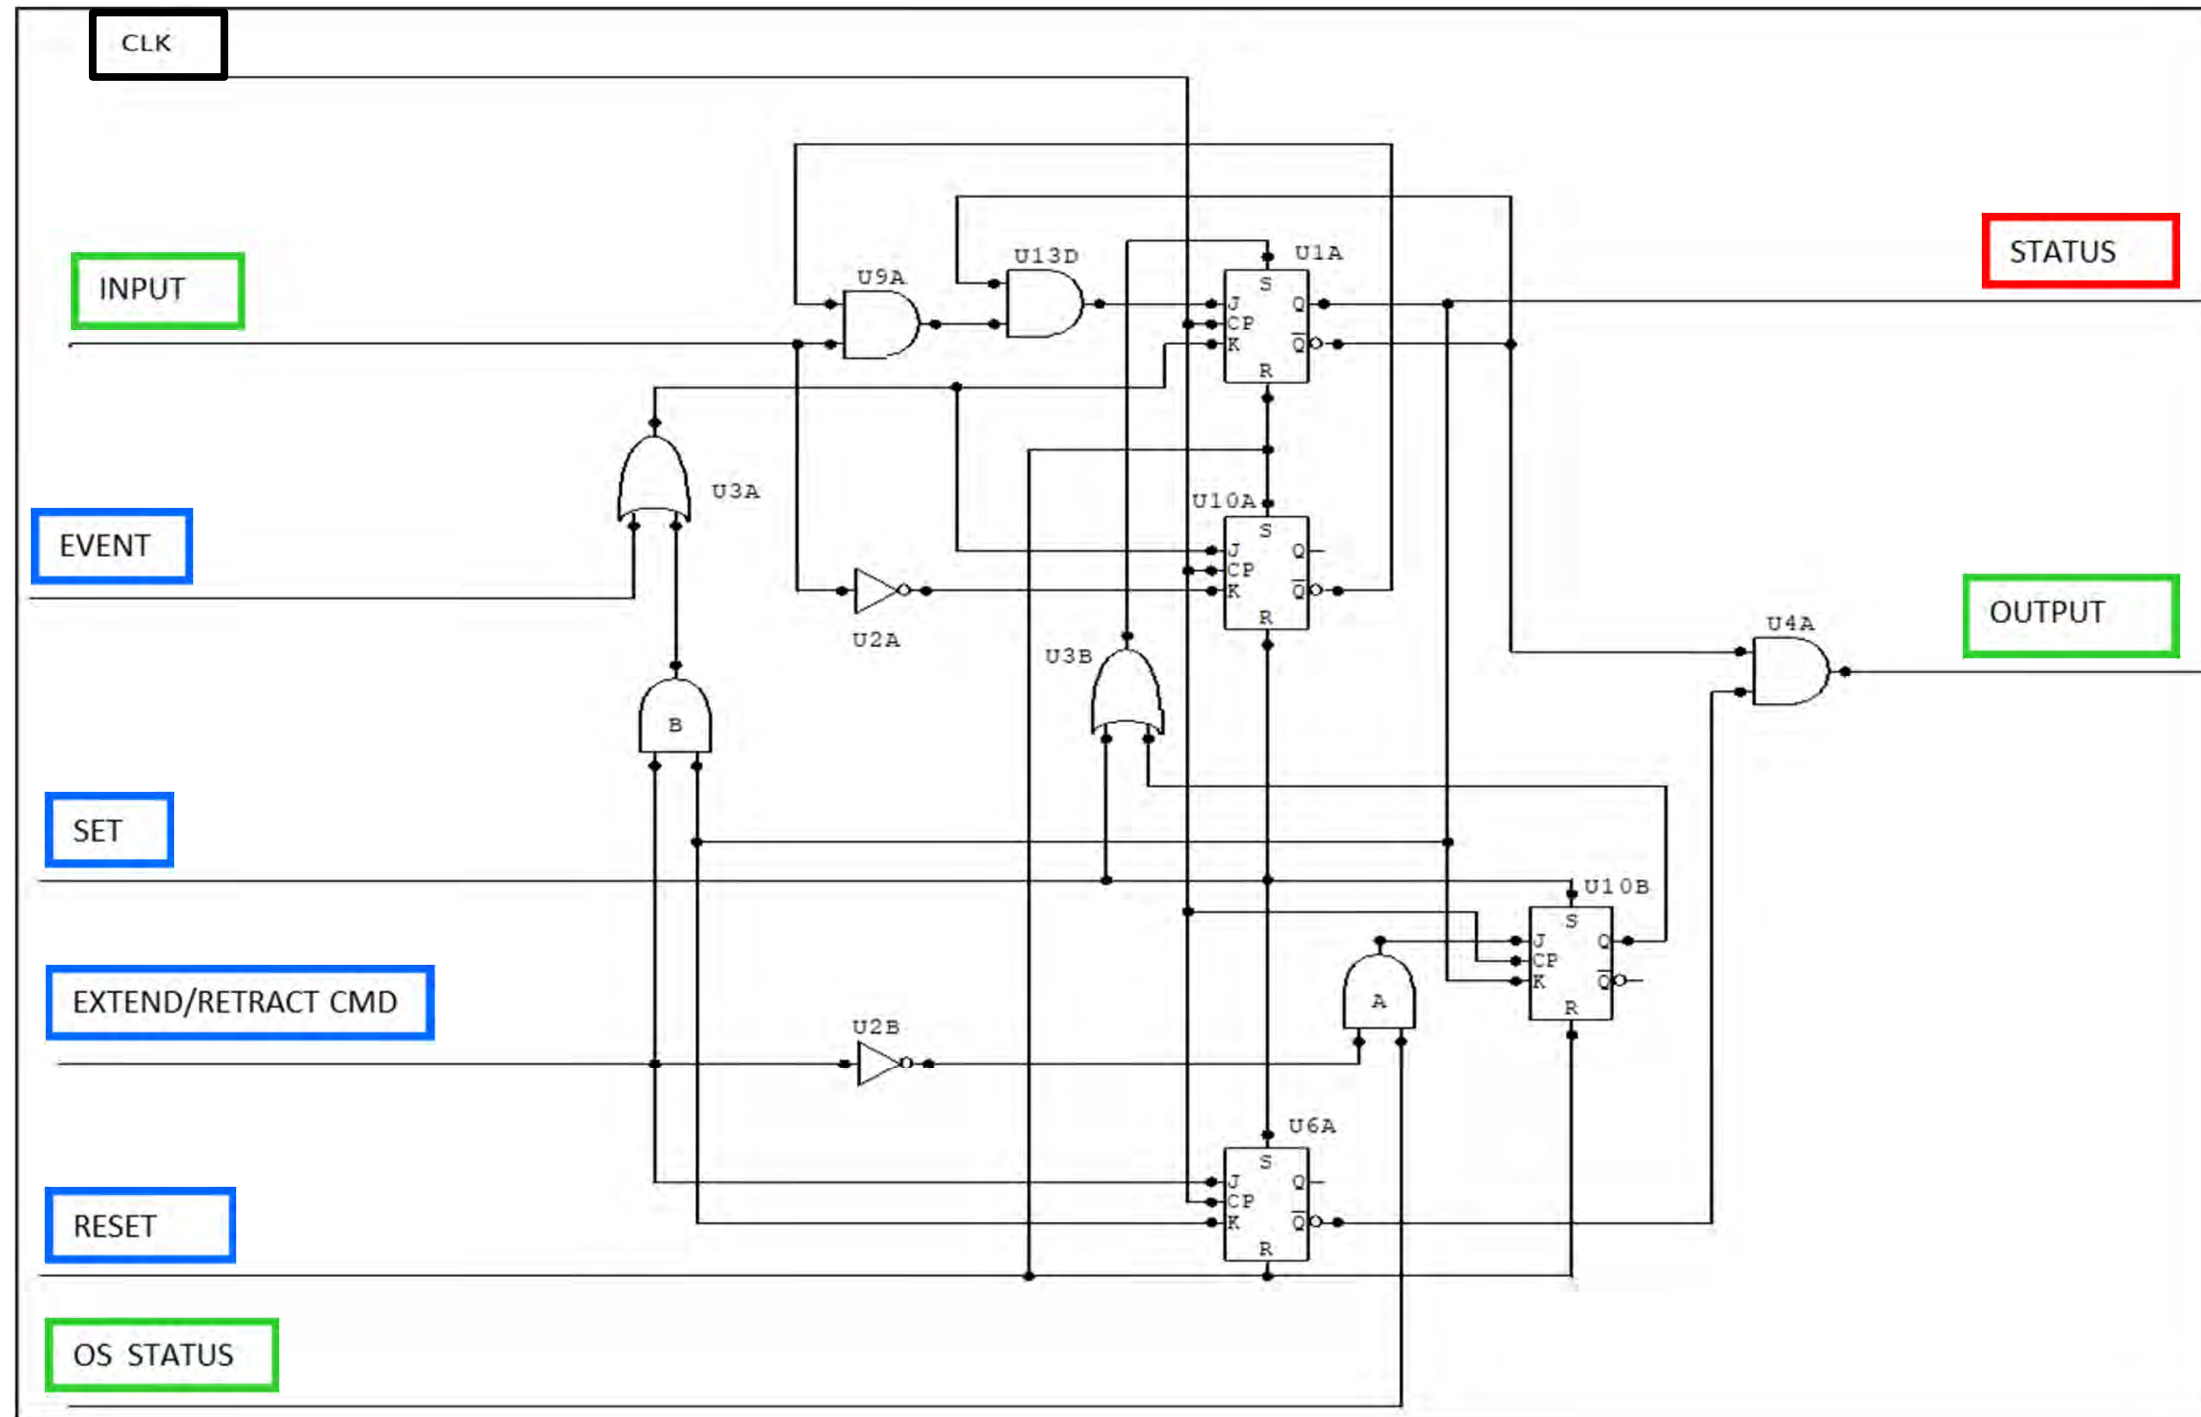 CLK
INPUT
U9A
U13D
U1A
S
J
Q
CP
K
Q
R
STATUS
U3A
EVENT
U2A
U10A
S
J
Q
CP
K
Q
R
U3B
OUTPUT
U4A
B
SET
U10B
S
J
Q
CP
K
Q
R
A
EXTEND/RETRACT CMD
U2B
U6A
S
J
Q
CP
K
Q
R
RESET
OS STATUS